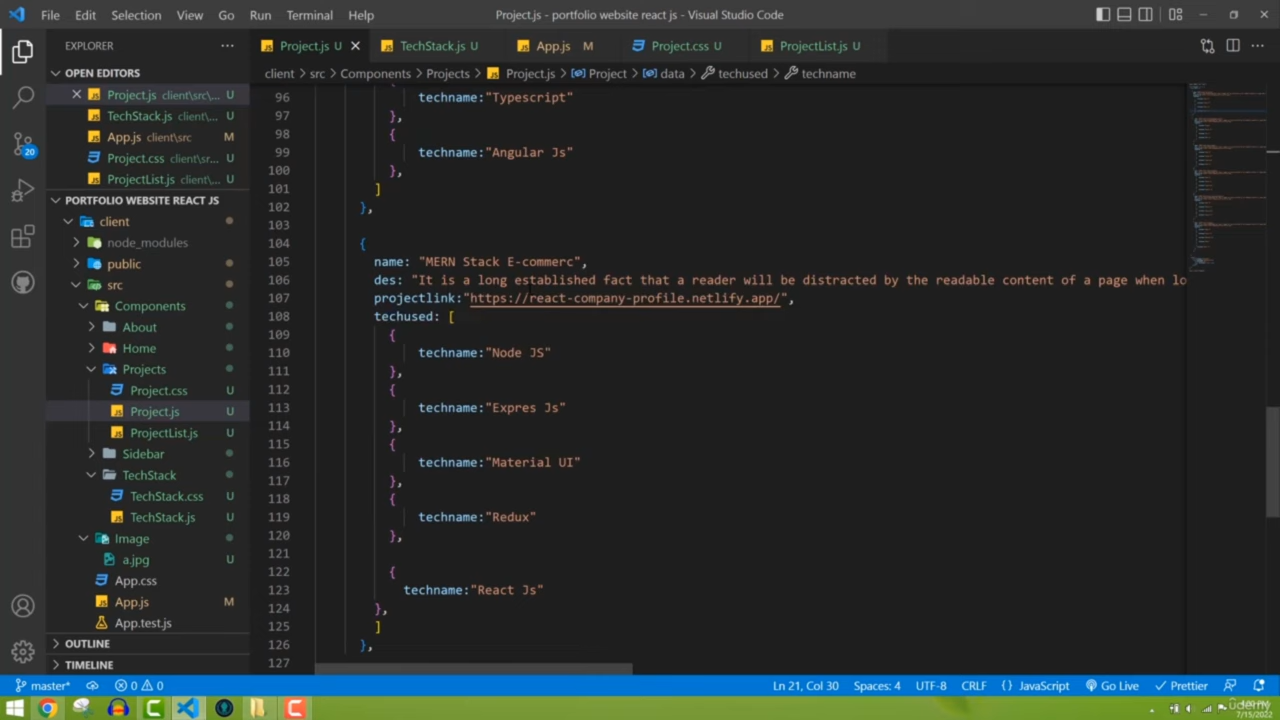 File Edit Selection View Go Run Terminal Help Project.js - portfolio website react js - Visual Studio Code
EXPLORER
Project.js U TechStack.js U App.js M Project.css U ProjectList.js U
OPEN EDITORS
client > src > Components > Projects > Project.js > Project > data > techused > techname
Project.js client\src\... U
TechStack.js client\... U
App.js client\src M
Project.css client\sr... U
ProjectList.js client\... U
PORTFOLIO WEBSITE REACT JS
client
node_modules
public
src
Components
About
Home
Projects
Project.css U
Project.js U
ProjectList.js U
Sidebar
TechStack
TechStack.css U
TechStack.js U
Image
a.jpg U
App.css
App.js M
App.test.js
OUTLINE
TIMELINE
96 techname:"Typescript"
97 },
98 {
99 techname:"Angular Js"
100 },
101 ]
102 },
103
104 {
105 name: "MERN Stack E-commerc",
106 des: "It is a long established fact that a reader will be distracted by the readable content of a page when lo
107 projectlink:"https://react-company-profile.netlify.app/",
108 techused: [
109 {
110 techname:"Node JS"
111 },
112 {
113 techname:"Expres Js"
114 },
115 {
116 techname:"Material UI"
117 },
118 {
119 techname:"Redux"
120 },
121
122 {
123 techname:"React Js"
124 },
125 ]
126 },
127
20
master* 0 0 Ln 21, Col 30 Spaces: 4 UTF-8 CRLF {} JavaScript Go Live Prettier
7/15/2022
udemy